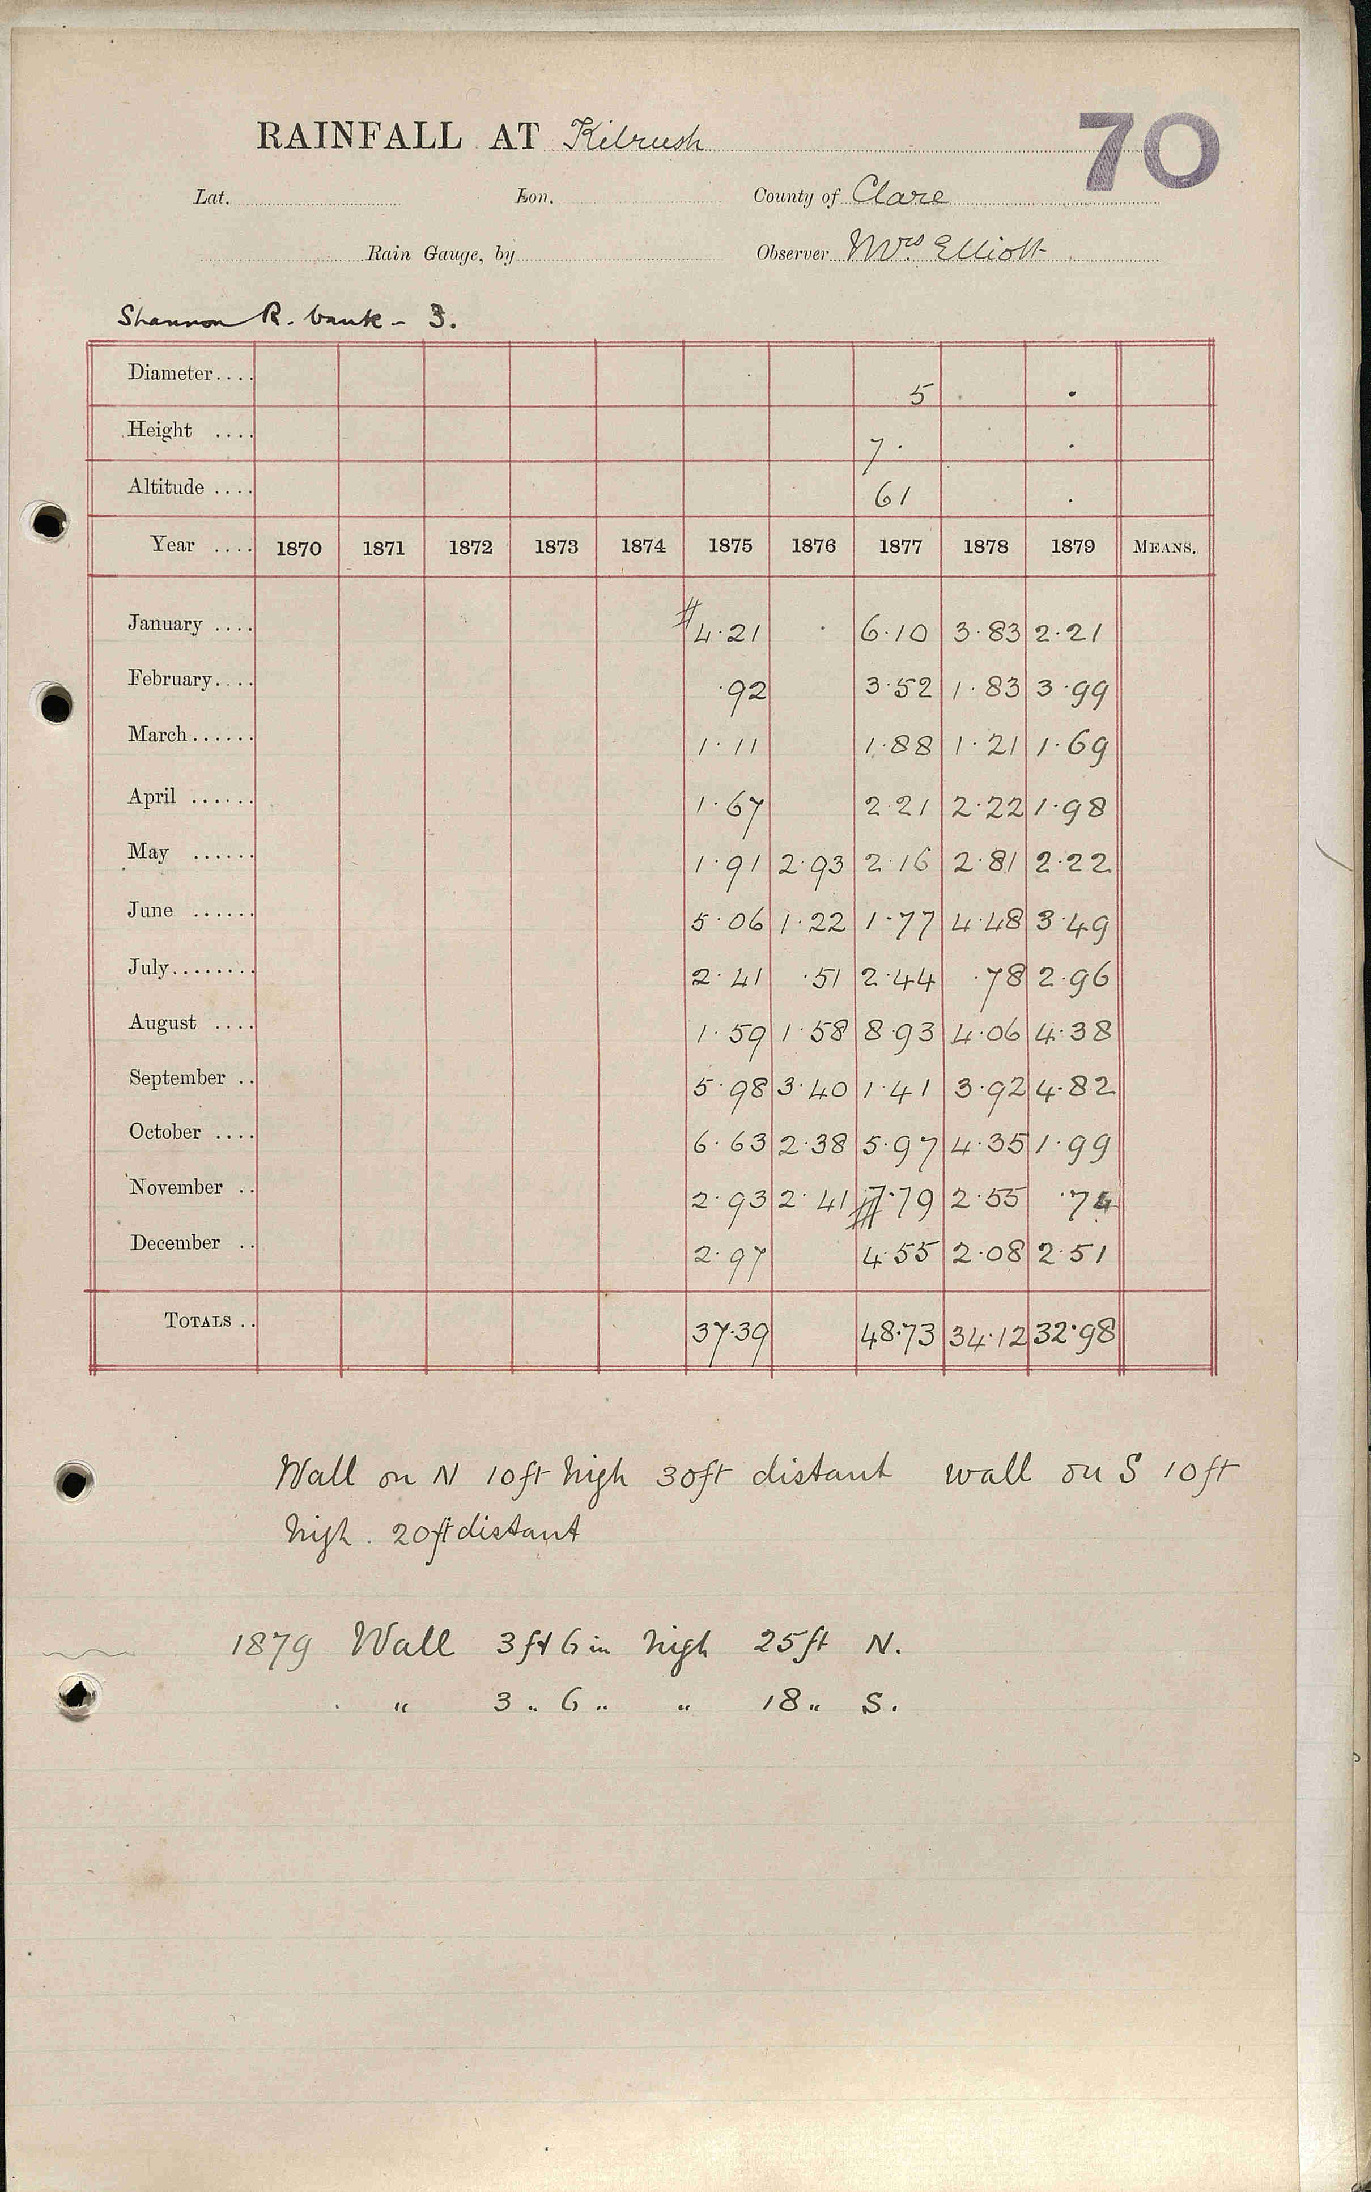 RAINFALL AT Kilrush 70
Lat. Lon. County of Clare
Rain Gauge, by Observer Mrs. Elliott
Shannon R. bank - 3.
Diameter.... 5 .
Height .... 7. .
Altitude .... 61 .
Year .... 1870 1871 1872 1873 1874 1875 1876 1877 1878 1879 MEANS.
January .... # 4.21 . 6.10 3.83 2.21
February.... .92 3.52 1.83 3.99
March...... 1.11 1.88 1.21 1.69
April ...... 1.67 2.21 2.22 1.98
May ...... 1.91 2.93 2.16 2.81 2.22
June ...... 5.06 1.22 1.77 4.48 3.49
July........ 2.41 .51 2.44 .78 2.96
August .... 1.59 1.58 8.93 4.06 4.38
September .. 5.98 3.40 1.41 3.92 4.82
October .... 6.63 2.38 5.97 4.35 1.99
November .. 2.93 2.41 # 7.79 2.55 .74
December .. 2.97 4.55 2.08 2.51
TOTALS .. 37.39 48.73 34.12 32.98
Wall on N 10ft high 30ft distant wall on S 10ft
high. 20ft distant
1879 Wall 3ft 6in high 25ft N.
" 3 " 6 " " 18 " S.